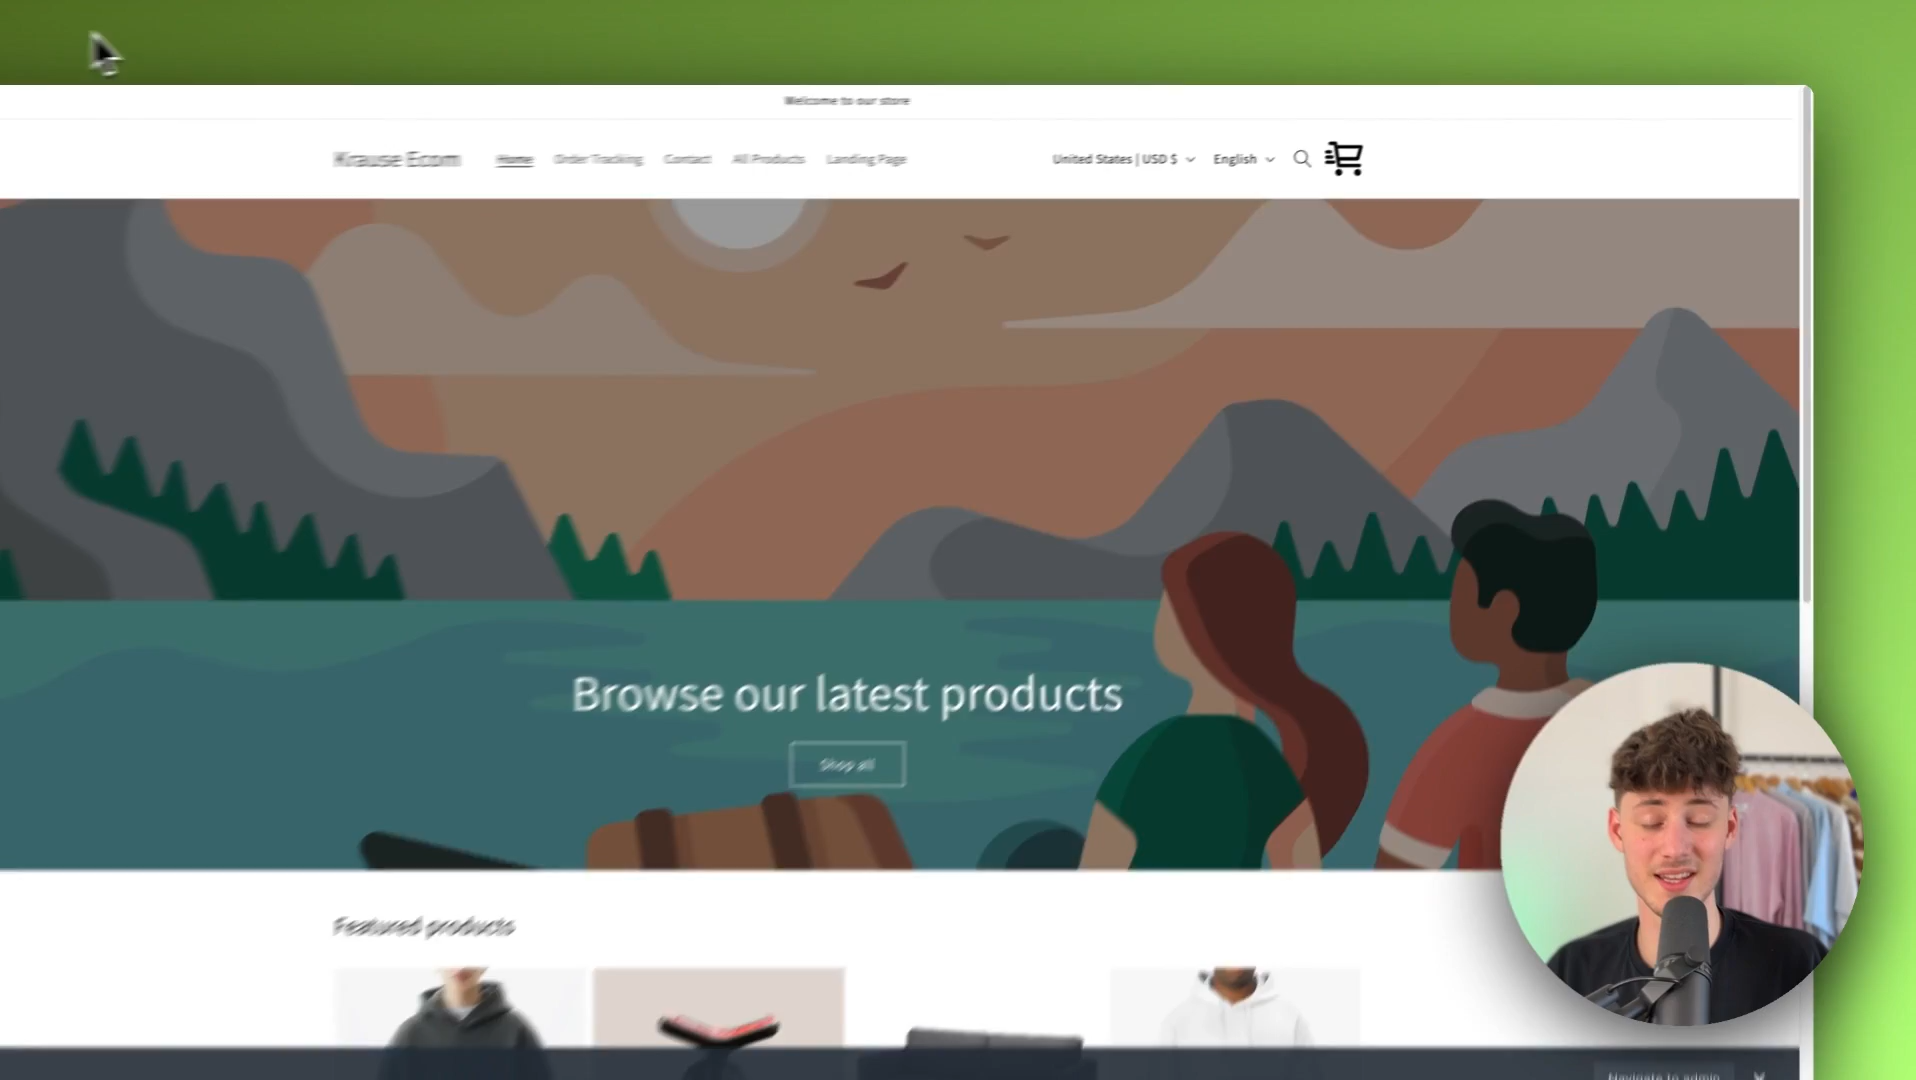 Welcome to our store
Krause Ecom Home Order Tracking Contact All Products Landing Page United States | USD $ English
Browse our latest products
Shop all
Featured products
Navigate to admin